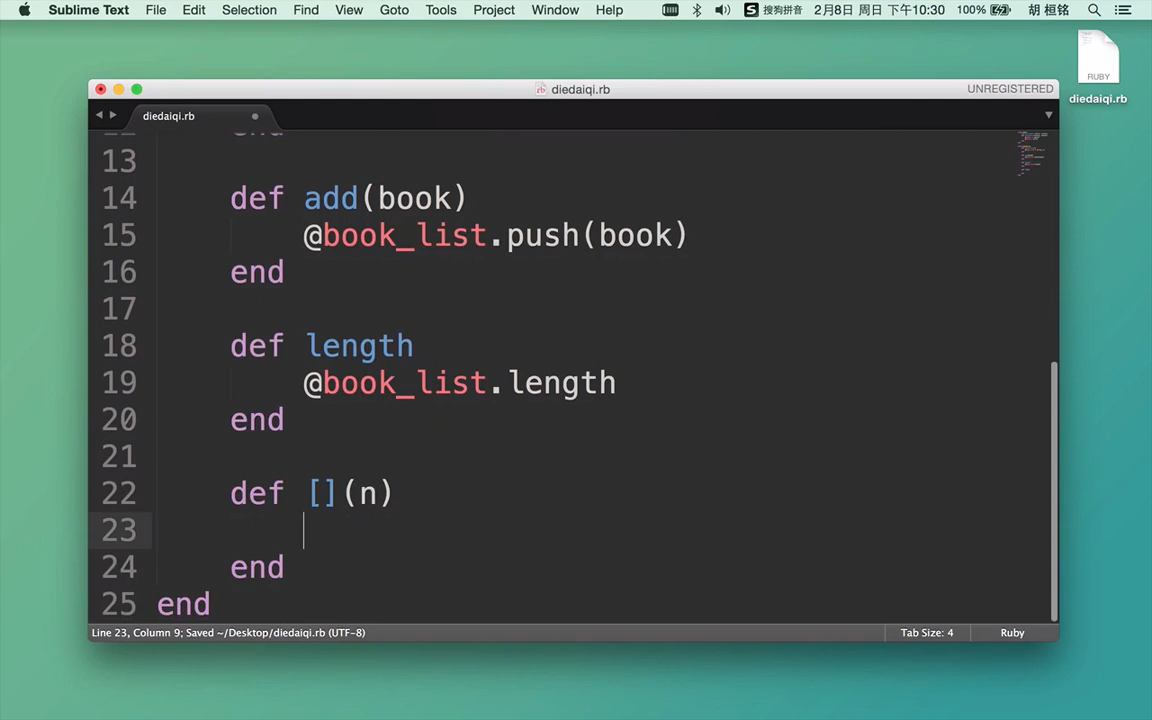 Sublime Text File Edit Selection Find View Goto Tools Project Window Help 搜狗拼音 2月8日 周日 下午10:30 100% 胡 桓铭
RUBY
diedaiqi.rb
diedaiqi.rb UNREGISTERED
diedaiqi.rb
12 end
13
14 def add(book)
15 @book_list.push(book)
16 end
17
18 def length
19 @book_list.length
20 end
21
22 def [](n)
23
24 end
25 end
Line 23, Column 9; Saved ~/Desktop/diedaiqi.rb (UTF-8) Tab Size: 4 Ruby